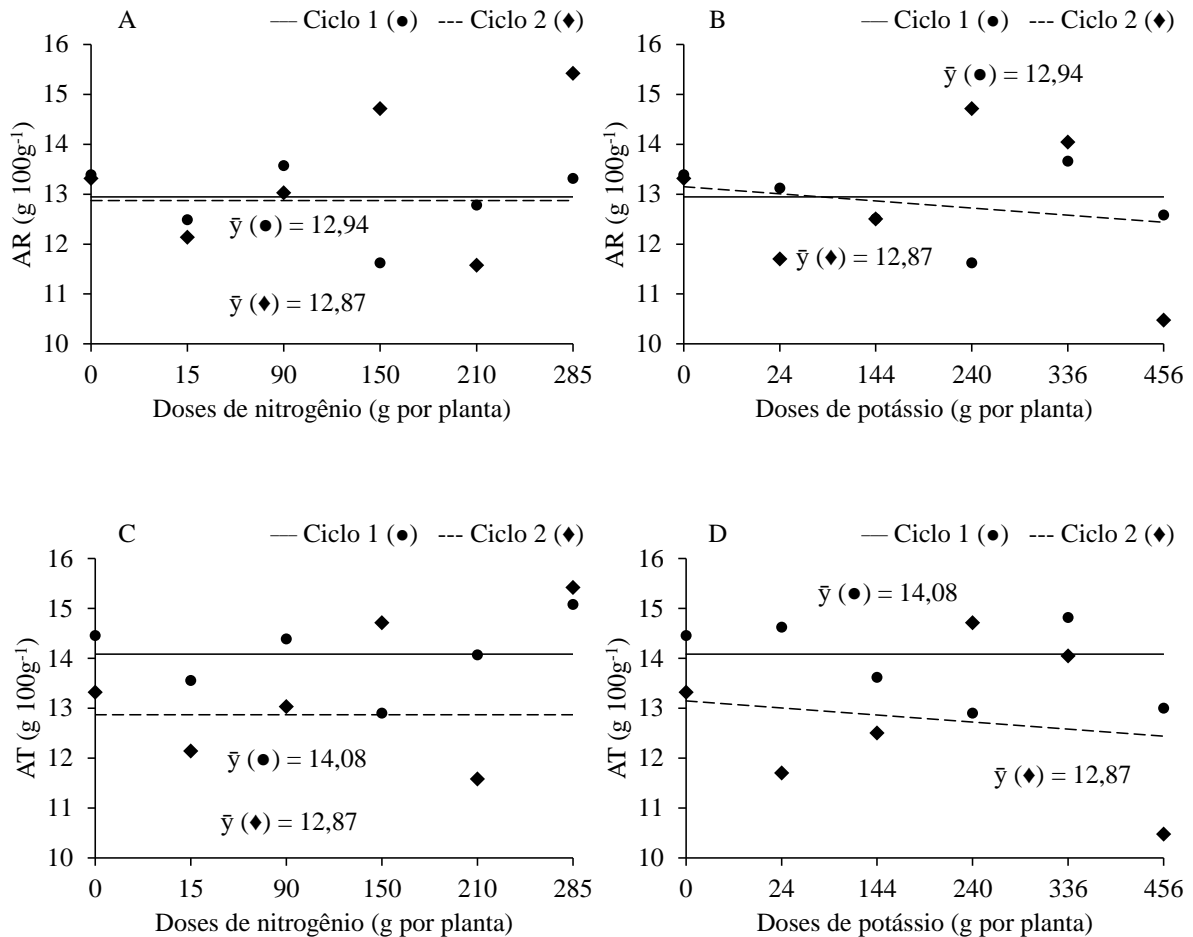 A — Ciclo 1 (●) --- Ciclo 2 (♦)
16
15
14
13
12
11
10
AR (g 100g⁻¹)
ȳ (●) = 12,94
ȳ (♦) = 12,87
0 15 90 150 210 285
Doses de nitrogênio (g por planta)
B — Ciclo 1 (●) --- Ciclo 2 (♦)
16
15
14
13
12
11
10
AR (g 100g⁻¹)
ȳ (●) = 12,94
ȳ (♦) = 12,87
0 24 144 240 336 456
Doses de potássio (g por planta)
C — Ciclo 1 (●) --- Ciclo 2 (♦)
16
15
14
13
12
11
10
AT (g 100g⁻¹)
ȳ (●) = 14,08
ȳ (♦) = 12,87
0 15 90 150 210 285
Doses de nitrogênio (g por planta)
D — Ciclo 1 (●) --- Ciclo 2 (♦)
16
15
14
13
12
11
10
AT (g 100g⁻¹)
ȳ (●) = 14,08
ȳ (♦) = 12,87
0 24 144 240 336 456
Doses de potássio (g por planta)